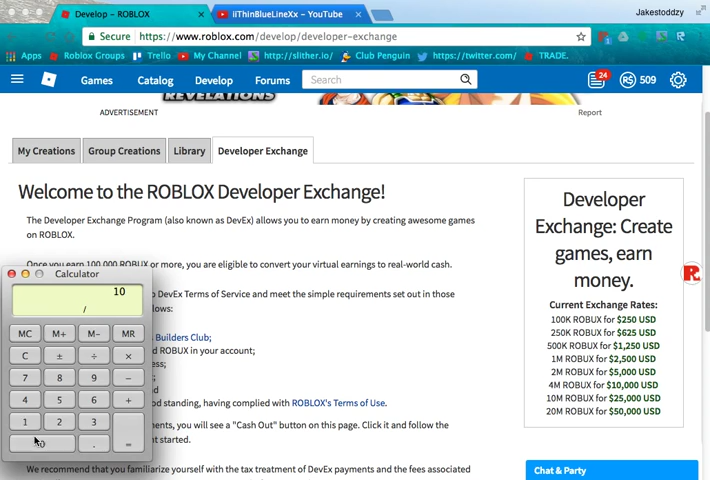 Develop – ROBLOX
iiThinBlueLineXx – YouTube
Jakestoddzy
Secure
https://www.roblox.com/develop/developer-exchange
Apps
Roblox Groups
Trello
My Channel
http://slither.io/
Club Penguin
https://twitter.com/
TRADE.
Games
Catalog
Develop
Forums
Search
24
R$ 509
REVELATIONS
ADVERTISEMENT
Report
My Creations
Group Creations
Library
Developer Exchange
Welcome to the ROBLOX Developer Exchange!
The Developer Exchange Program (also known as DevEx) allows you to earn money by creating awesome games
on ROBLOX.
Once you earn 100,000 ROBUX or more, you are eligible to convert your virtual earnings to real-world cash.
DevEx Terms of Service and meet the simple requirements set out in those
Builders Club;
ROBUX in your account;
and
good standing, having complied with ROBLOX's Terms of Use.
you will see a "Cash Out" button on this page. Click it and follow the
started.
We recommend that you familiarize yourself with the tax treatment of DevEx payments and the fees associated
Calculator
10
/
MC M+ M– MR
C ± ÷ ×
7 8 9 –
4 5 6 +
1 2 3
0 . =
Developer
Exchange: Create
games, earn
money.
Current Exchange Rates:
100K ROBUX for $250 USD
250K ROBUX for $625 USD
500K ROBUX for $1,250 USD
1M ROBUX for $2,500 USD
2M ROBUX for $5,000 USD
4M ROBUX for $10,000 USD
10M ROBUX for $25,000 USD
20M ROBUX for $50,000 USD
R
Chat & Party